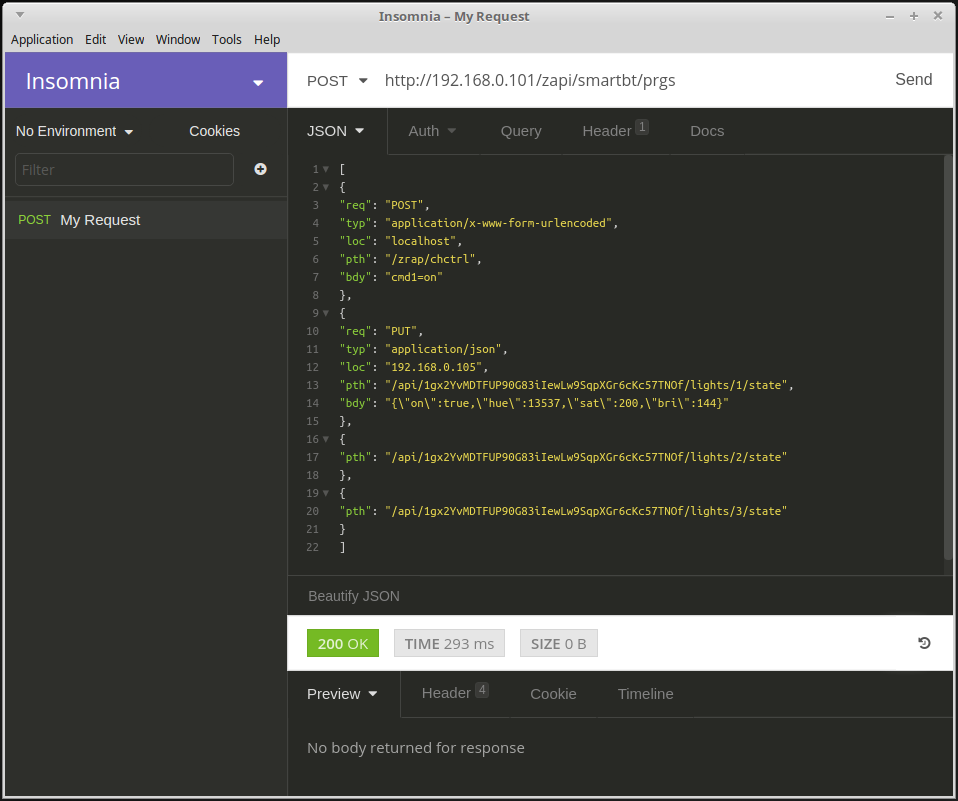 Insomnia – My Request
Application Edit View Window Tools Help
Insomnia
POST http://192.168.0.101/zapi/smartbt/prgs Send
No Environment Cookies
JSON Auth Query Header 1 Docs
Filter
POST My Request
1 [
2 {
3 "req": "POST",
4 "typ": "application/x-www-form-urlencoded",
5 "loc": "localhost",
6 "pth": "/zrap/chctrl",
7 "bdy": "cmd1=on"
8 },
9 {
10 "req": "PUT",
11 "typ": "application/json",
12 "loc": "192.168.0.105",
13 "pth": "/api/1gx2YvMDTFUP90G83iIewLw9SqpXGr6cKc57TNOf/lights/1/state",
14 "bdy": "{\"on\":true,\"hue\":13537,\"sat\":200,\"bri\":144}"
15 },
16 {
17 "pth": "/api/1gx2YvMDTFUP90G83iIewLw9SqpXGr6cKc57TNOf/lights/2/state"
18 },
19 {
20 "pth": "/api/1gx2YvMDTFUP90G83iIewLw9SqpXGr6cKc57TNOf/lights/3/state"
21 }
22 ]
Beautify JSON
200 OK TIME 293 ms SIZE 0 B
Preview Header 4 Cookie Timeline
No body returned for response